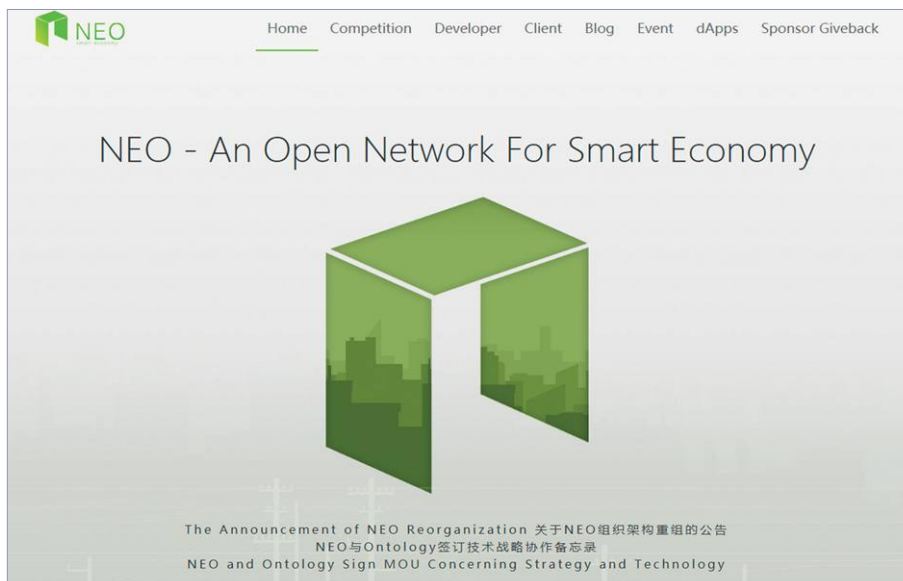 NEO
smart economy
Home Competition Developer Client Blog Event dApps Sponsor Giveback
NEO - An Open Network For Smart Economy
The Announcement of NEO Reorganization 关于NEO组织架构重组的公告
NEO与Ontology签订技术战略协作备忘录
NEO and Ontology Sign MOU Concerning Strategy and Technology